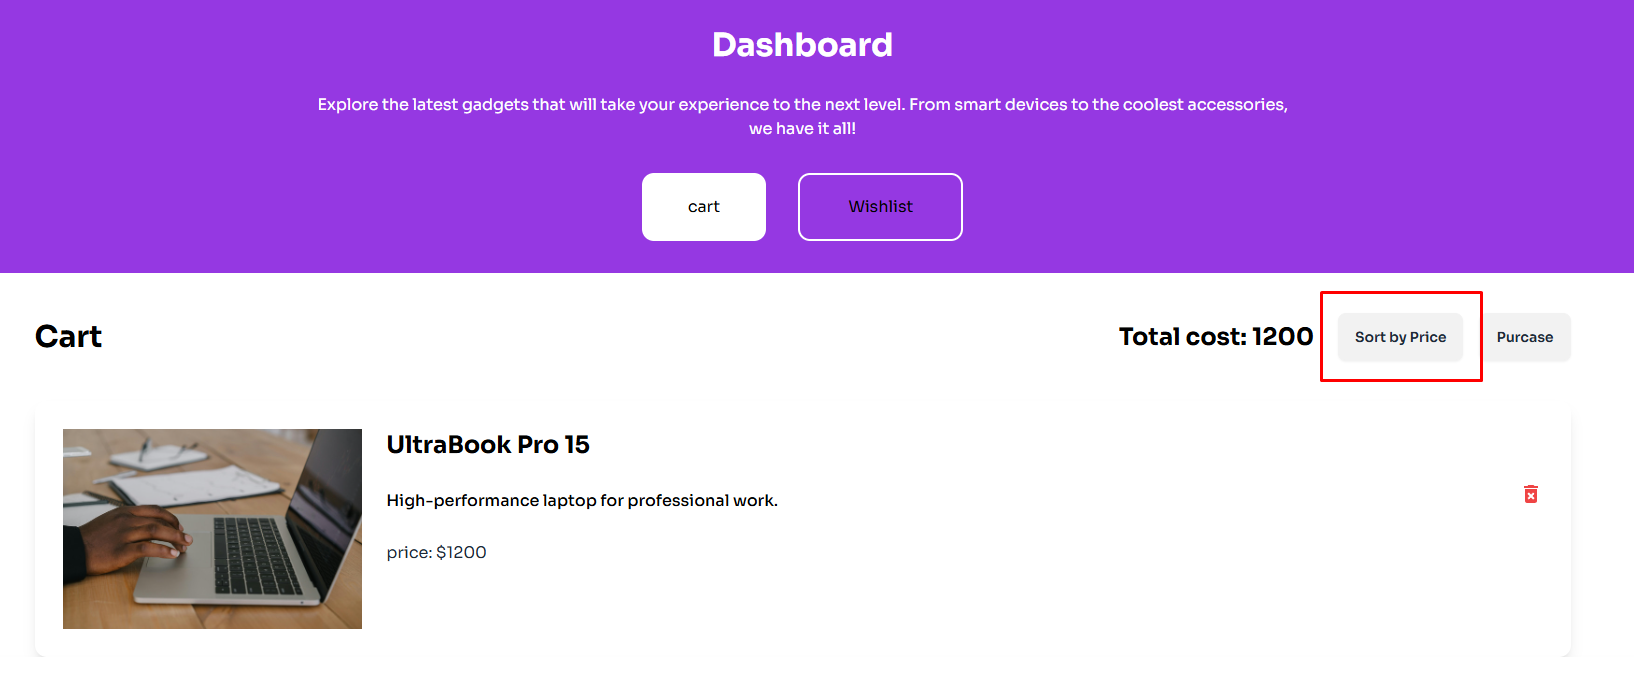 Dashboard
Explore the latest gadgets that will take your experience to the next level. From smart devices to the coolest accessories,
we have it all!
cart
Wishlist
Cart
Total cost: 1200
Sort by Price
Purcase
UltraBook Pro 15
High-performance laptop for professional work.
price: $1200